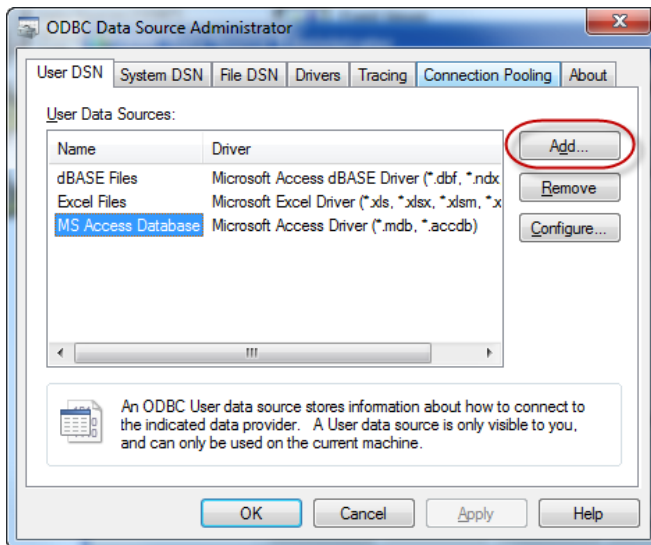 ODBC Data Source Administrator
User DSN System DSN File DSN Drivers Tracing Connection Pooling About
User Data Sources:
Name Driver Add...
dBASE Files Microsoft Access dBASE Driver (*.dbf, *.ndx
Excel Files Microsoft Excel Driver (*.xls, *.xlsx, *.xlsm, *.x
Remove
MS Access Database Microsoft Access Driver (*.mdb, *.accdb)
Configure...
An ODBC User data source stores information about how to connect to
the indicated data provider. A User data source is only visible to you,
and can only be used on the current machine.
OK Cancel Apply Help